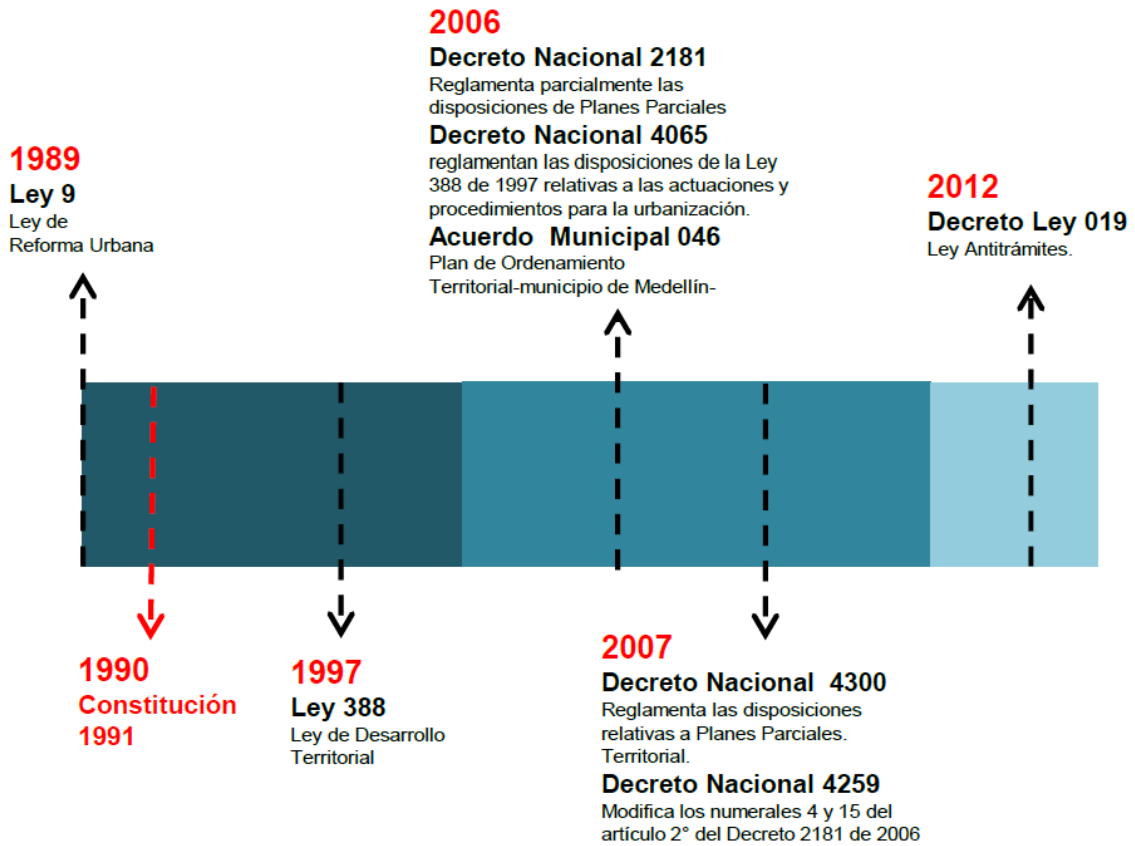 1989
Ley 9
Ley de
Reforma Urbana
2006
Decreto Nacional 2181
Reglamenta parcialmente las
disposiciones de Planes Parciales
Decreto Nacional 4065
reglamentan las disposiciones de la Ley
388 de 1997 relativas a las actuaciones y
procedimientos para la urbanización.
Acuerdo Municipal 046
Plan de Ordenamiento
Territorial-municipio de Medellín-
2012
Decreto Ley 019
Ley Antitrámites.
1990
Constitución
1991
1997
Ley 388
Ley de Desarrollo
Territorial
2007
Decreto Nacional 4300
Reglamenta las disposiciones
relativas a Planes Parciales.
Territorial.
Decreto Nacional 4259
Modifica los numerales 4 y 15 del
artículo 2° del Decreto 2181 de 2006